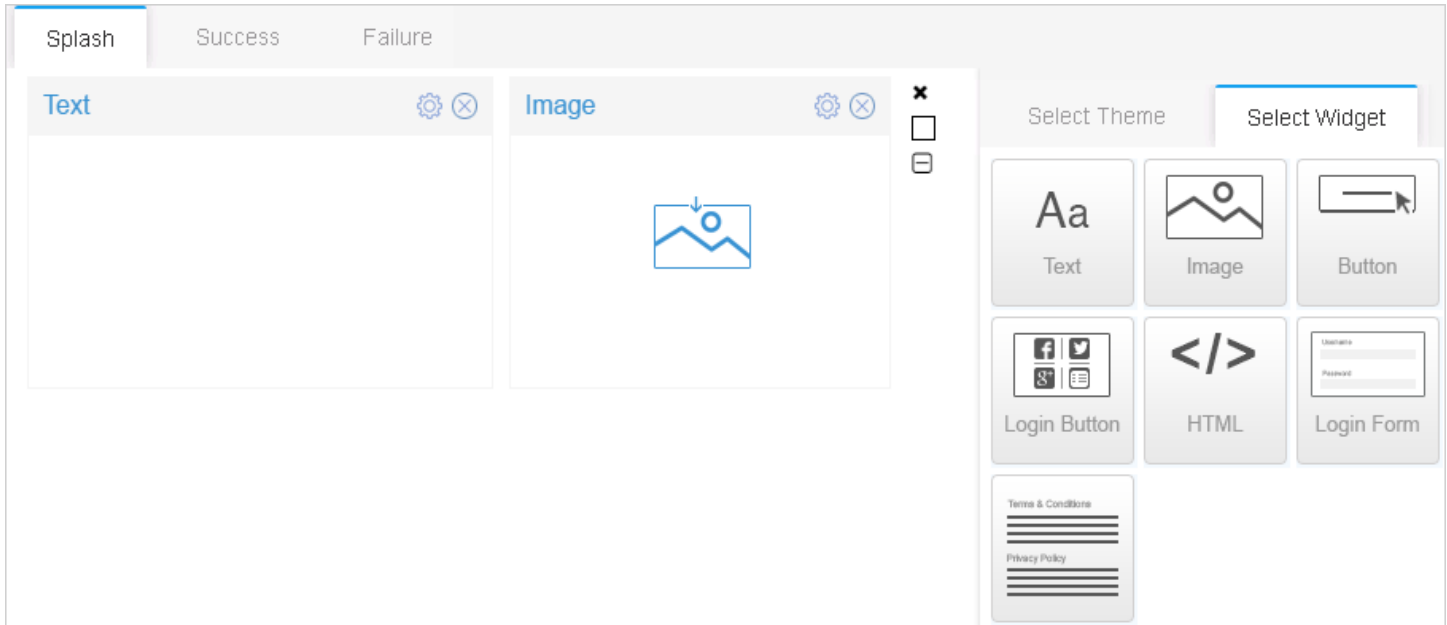 Splash Success Failure
Select Theme Select Widget
Text Image
Aa
Text Image Button
Username
Password
</>
Login Button HTML Login Form
Terms & Conditions
Privacy Policy